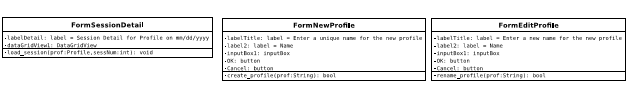 FormSessionDetail
-labelDetail: label = Session Detail for Profile on mm/dd/yyyy
-dataGridView1: DataGridView
-load_session(prof:Profile,sessNum:int): void
FormNewProfile
-labelTitle: label = Enter a unique name for the new profile
-label2: label = Name
-inputBox1: inputBox
-OK: button
-Cancel: button
-create_profile(prof:String): bool
FormEditProfile
-labelTitle: label = Enter a new name for the new profile
-label2: label = Name
-inputBox1: inputBox
-OK: button
-Cancel: button
-rename_profile(prof:String): bool